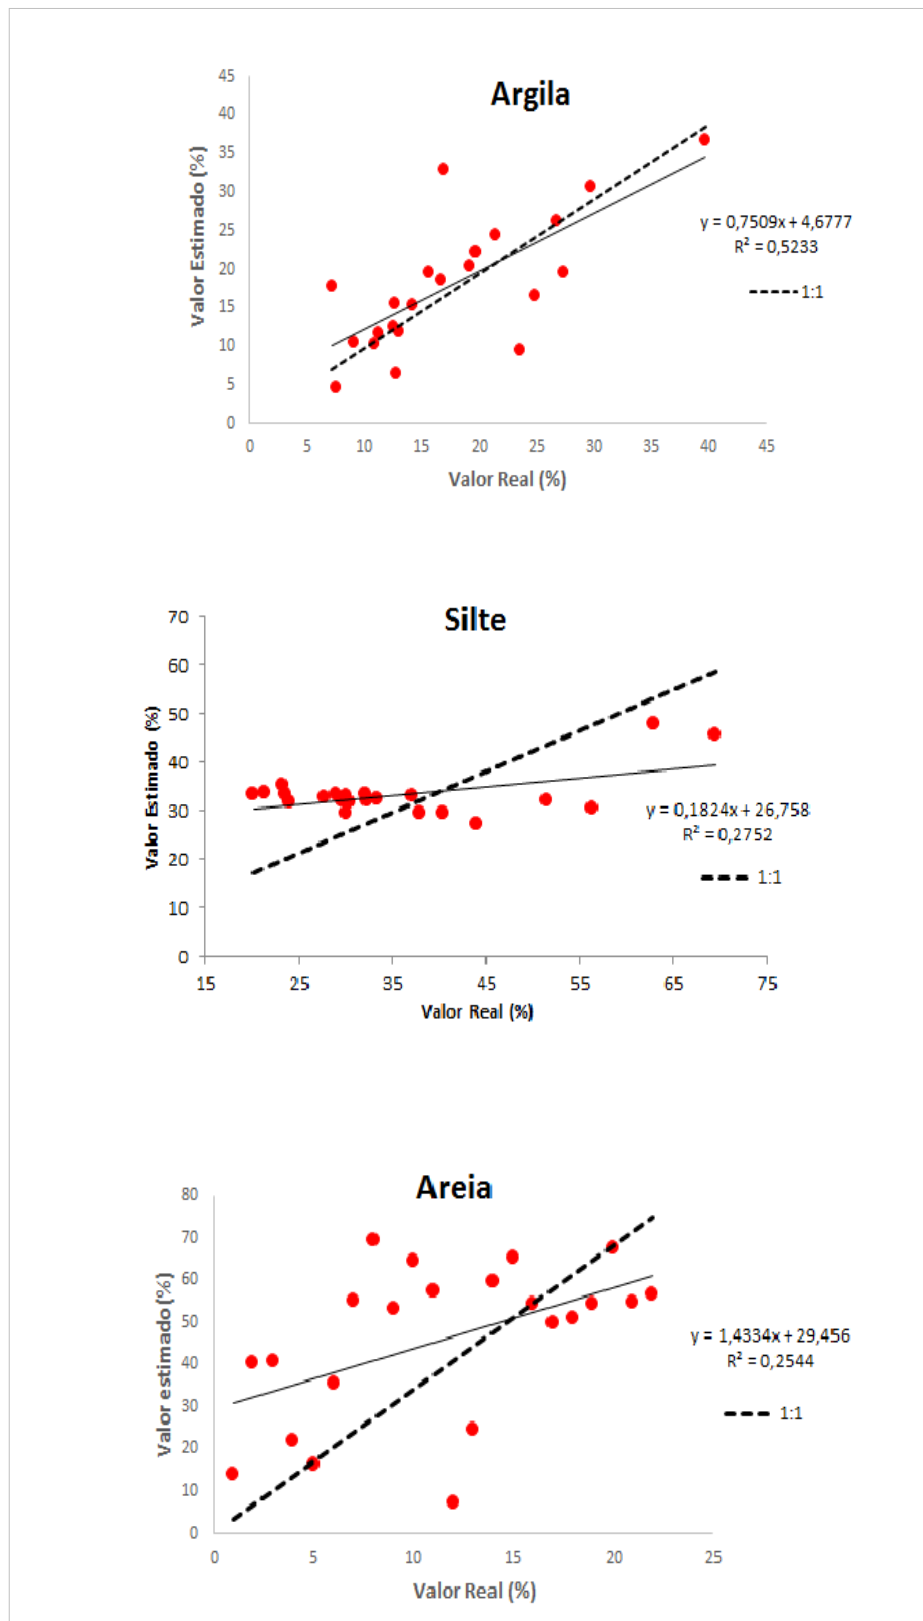 Argila
45
40
35
30
25
20
15
10
5
0
Valor Estimado (%)
y = 0,7509x + 4,6777
R² = 0,5233
1:1
0 5 10 15 20 25 30 35 40 45
Valor Real (%)
Silte
70
60
50
40
30
20
10
0
Valor Estimado (%)
y = 0,1824x + 26,758
R² = 0,2752
1:1
15 25 35 45 55 65 75
Valor Real (%)
Areia
80
70
60
50
40
30
20
10
0
Valor estimado (%)
y = 1,4334x + 29,456
R² = 0,2544
1:1
0 5 10 15 20 25
Valor Real (%)